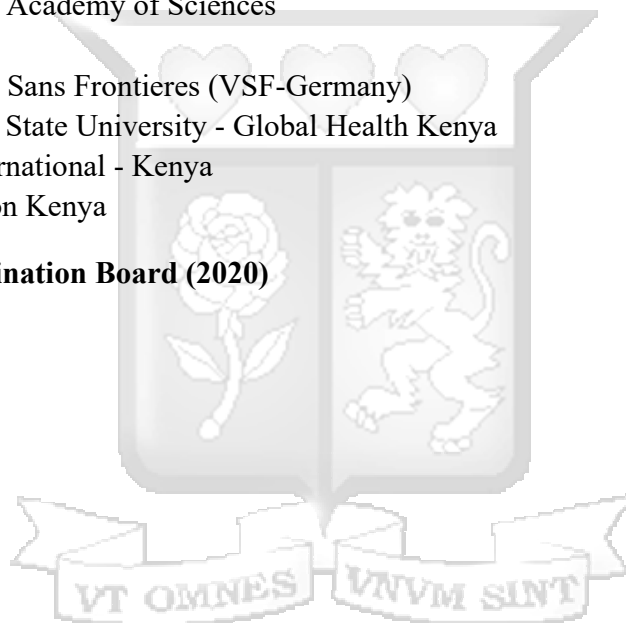 Academy of Sciences
Sans Frontieres (VSF-Germany)
State University - Global Health Kenya
rnational - Kenya
on Kenya
ination Board (2020)
VT OMNES VNVM SINT